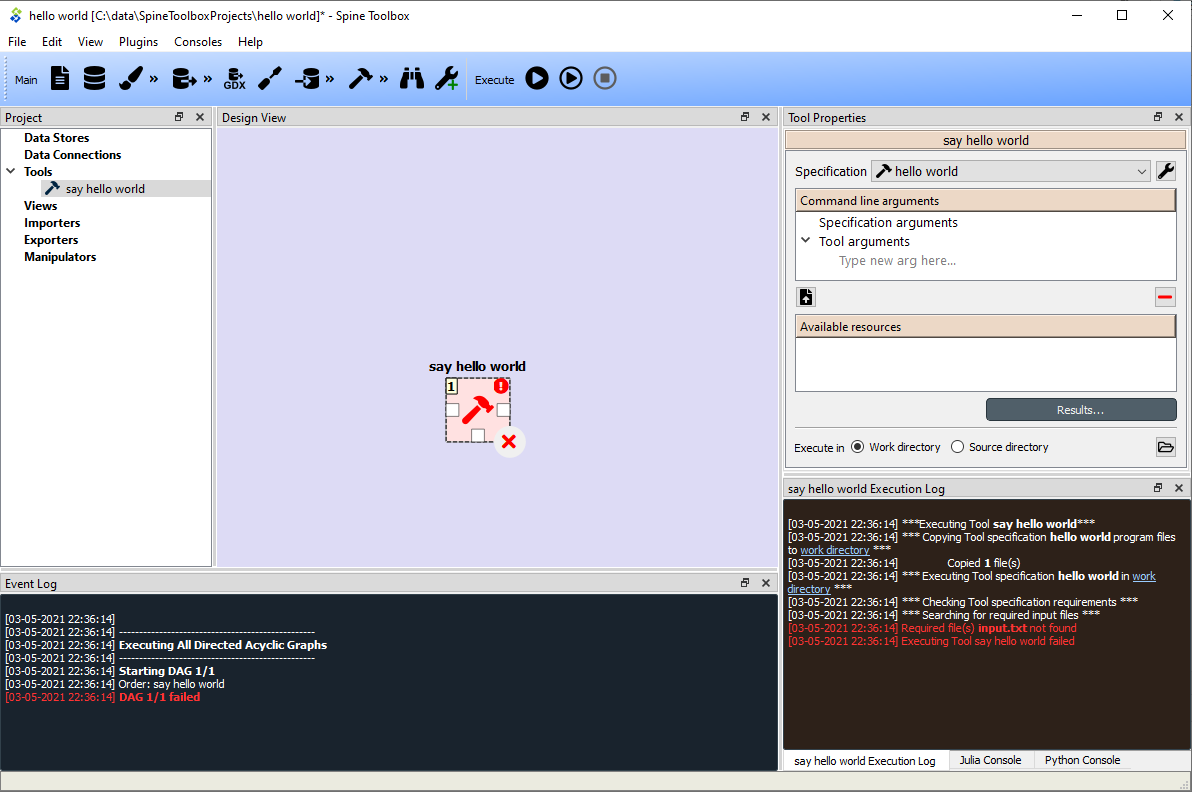 hello world [C:\data\SpineToolboxProjects\hello world]* - Spine Toolbox
File Edit View Plugins Consoles Help
Main » » GDX » » Execute
Project
Data Stores
Data Connections
Tools
say hello world
Views
Importers
Exporters
Manipulators
Design View
say hello world
1
Tool Properties
say hello world
Specification hello world
Command line arguments
Specification arguments
Tool arguments
Type new arg here...
Available resources
Results...
Execute in Work directory Source directory
Event Log
[03-05-2021 22:36:14]
[03-05-2021 22:36:14] -------------------------------------------------
[03-05-2021 22:36:14] Executing All Directed Acyclic Graphs
[03-05-2021 22:36:14] -------------------------------------------------
[03-05-2021 22:36:14] Starting DAG 1/1
[03-05-2021 22:36:14] Order: say hello world
[03-05-2021 22:36:14] DAG 1/1 failed
say hello world Execution Log
[03-05-2021 22:36:14] ***Executing Tool say hello world***
[03-05-2021 22:36:14] *** Copying Tool specification hello world program files
to work directory ***
[03-05-2021 22:36:14] Copied 1 file(s)
[03-05-2021 22:36:14] *** Executing Tool specification hello world in work
directory ***
[03-05-2021 22:36:14] *** Checking Tool specification requirements ***
[03-05-2021 22:36:14] *** Searching for required input files ***
[03-05-2021 22:36:14] Required file(s) input.txt not found
[03-05-2021 22:36:14] Executing Tool say hello world failed
say hello world Execution Log Julia Console Python Console